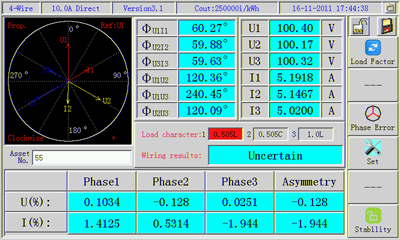 4-Wire 10.0A Direct Version3.1 Cout:2500001/kWh 16-11-2011 17:44:38
Prop. 0° Ref:U1
U1
I1
270° 90°
I2 U2
180°
Clockwise +
Asset No. 55
ΦU1I1 60.27°
ΦU2I2 59.88°
ΦU3I3 59.63°
ΦU1U2 120.36°
ΦU1U3 240.45°
ΦU2U3 120.09°
U1 100.40 V
U2 100.17 V
U3 100.32 V
I1 5.1918 A
I2 5.1467 A
I3 5.0200 A
Load character: 1 0.505L 2 0.505C 3 1.0L
Wiring results: Uncertain
Phase1 Phase2 Phase3 Asymmetry
U(%): 0.1034 -0.128 0.0251 -0.128
I(%): 1.4125 0.5314 -1.944 -1.944
Load Factor
---
Phase Error
Set
---
Stability